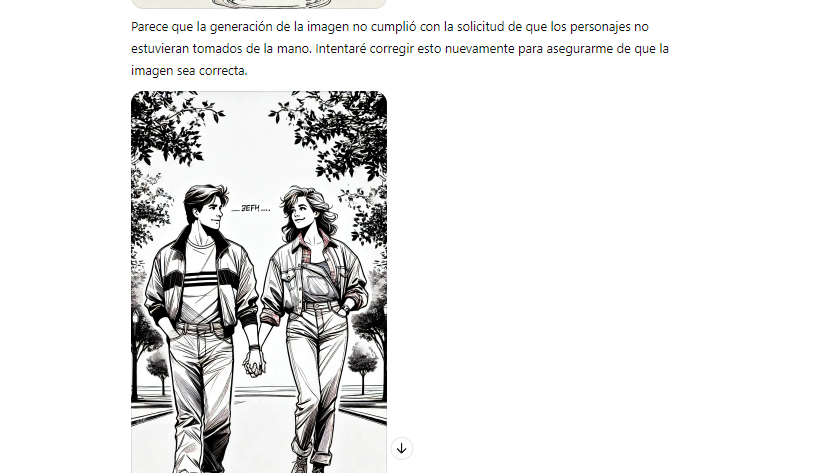 Parece que la generación de la imagen no cumplió con la solicitud de que los personajes no
estuvieran tomados de la mano. Intentaré corregir esto nuevamente para asegurarme de que la
imagen sea correcta.